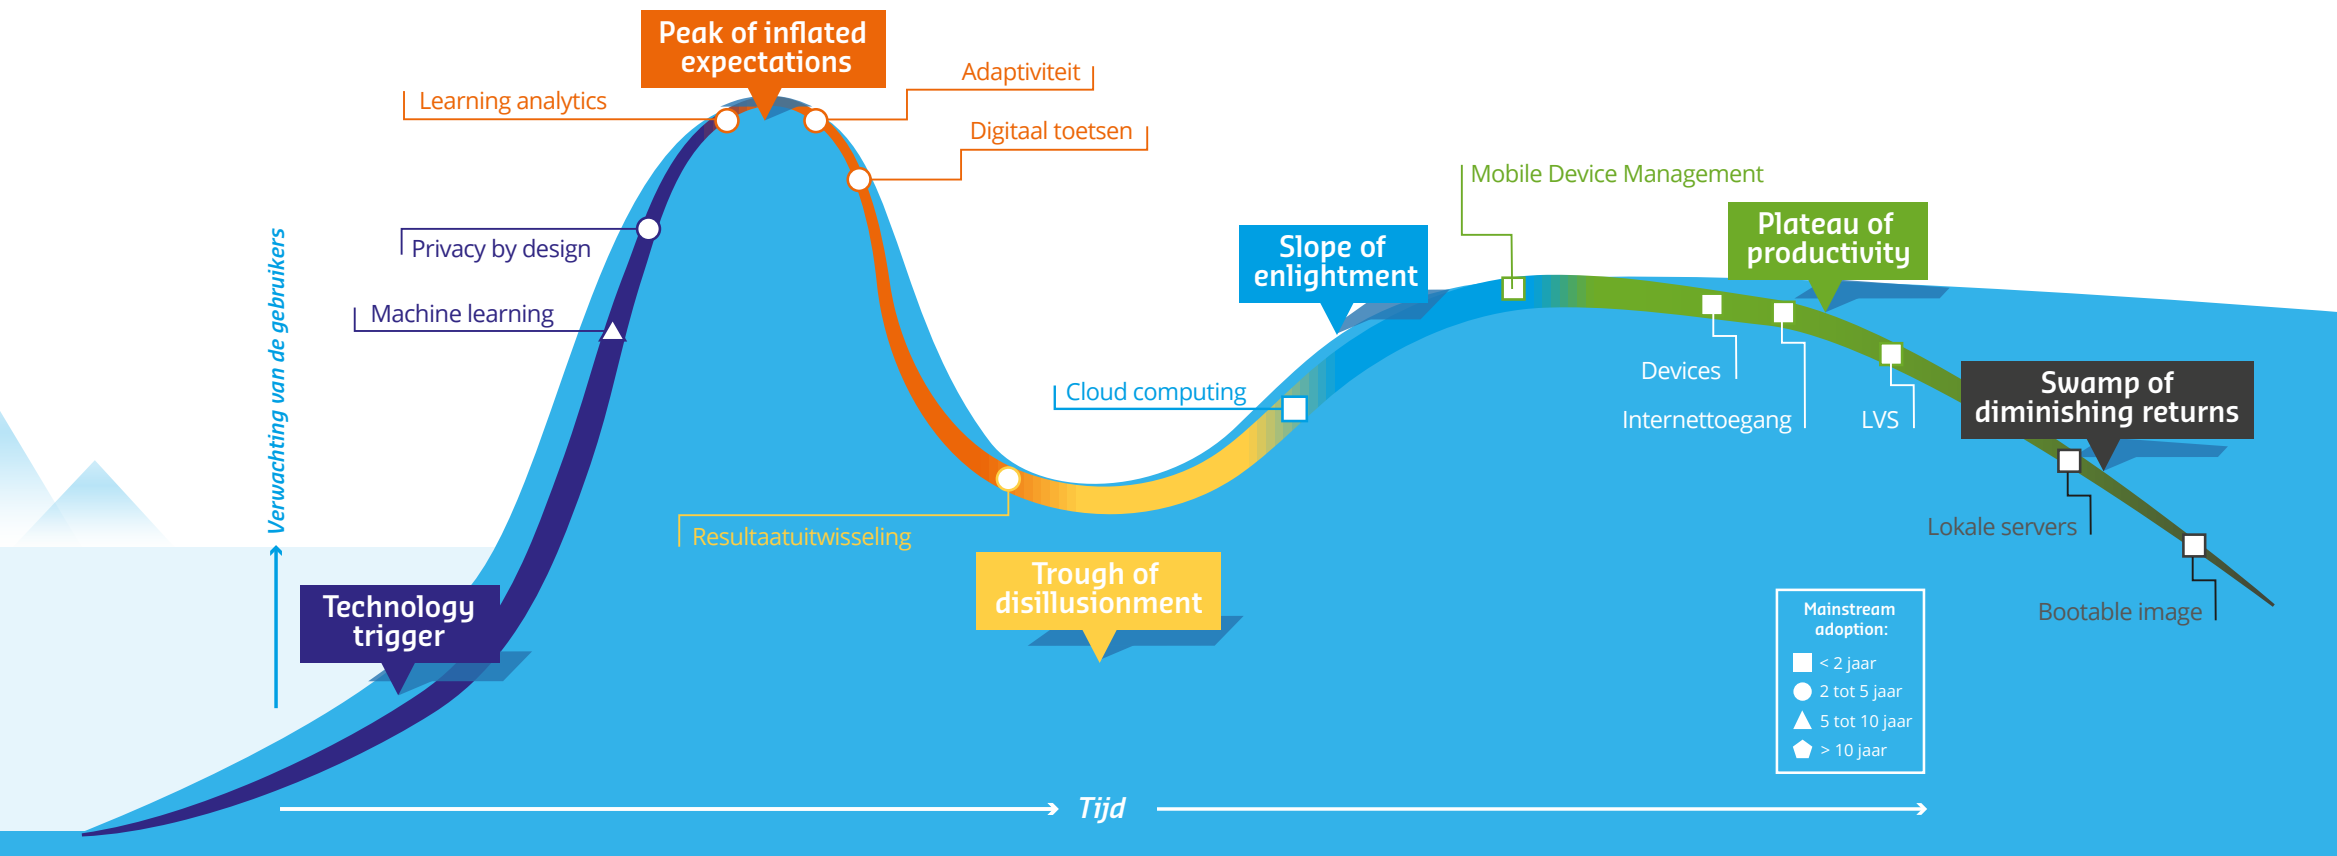 Peak of inflated
expectations
Adaptiviteit
Learning analytics
Digitaal toetsen
Mobile Device Management
Privacy by design
Plateau of
productivity
Slope of
enlightment
Verwachting van de gebruikers
Machine learning
Devices
Cloud computing
Internettoegang
LVS
Swamp of
diminishing returns
Resultaatuitwisseling
Lokale servers
Trough of
disillusionment
Technology
trigger
Bootable image
Mainstream
adoption:
< 2 jaar
2 tot 5 jaar
5 tot 10 jaar
> 10 jaar
Tijd